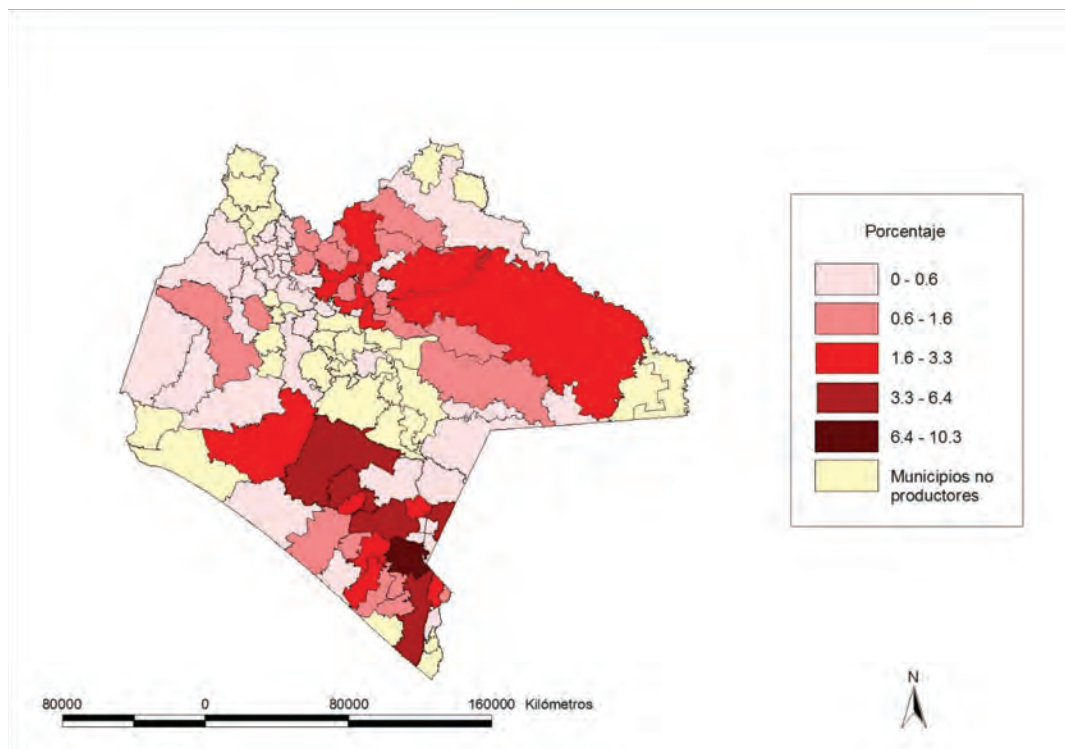 Porcentaje
0 - 0.6
0.6 - 1.6
1.6 - 3.3
3.3 - 6.4
6.4 - 10.3
Municipios no
productores
80000 0 80000 160000 Kilómetros
N